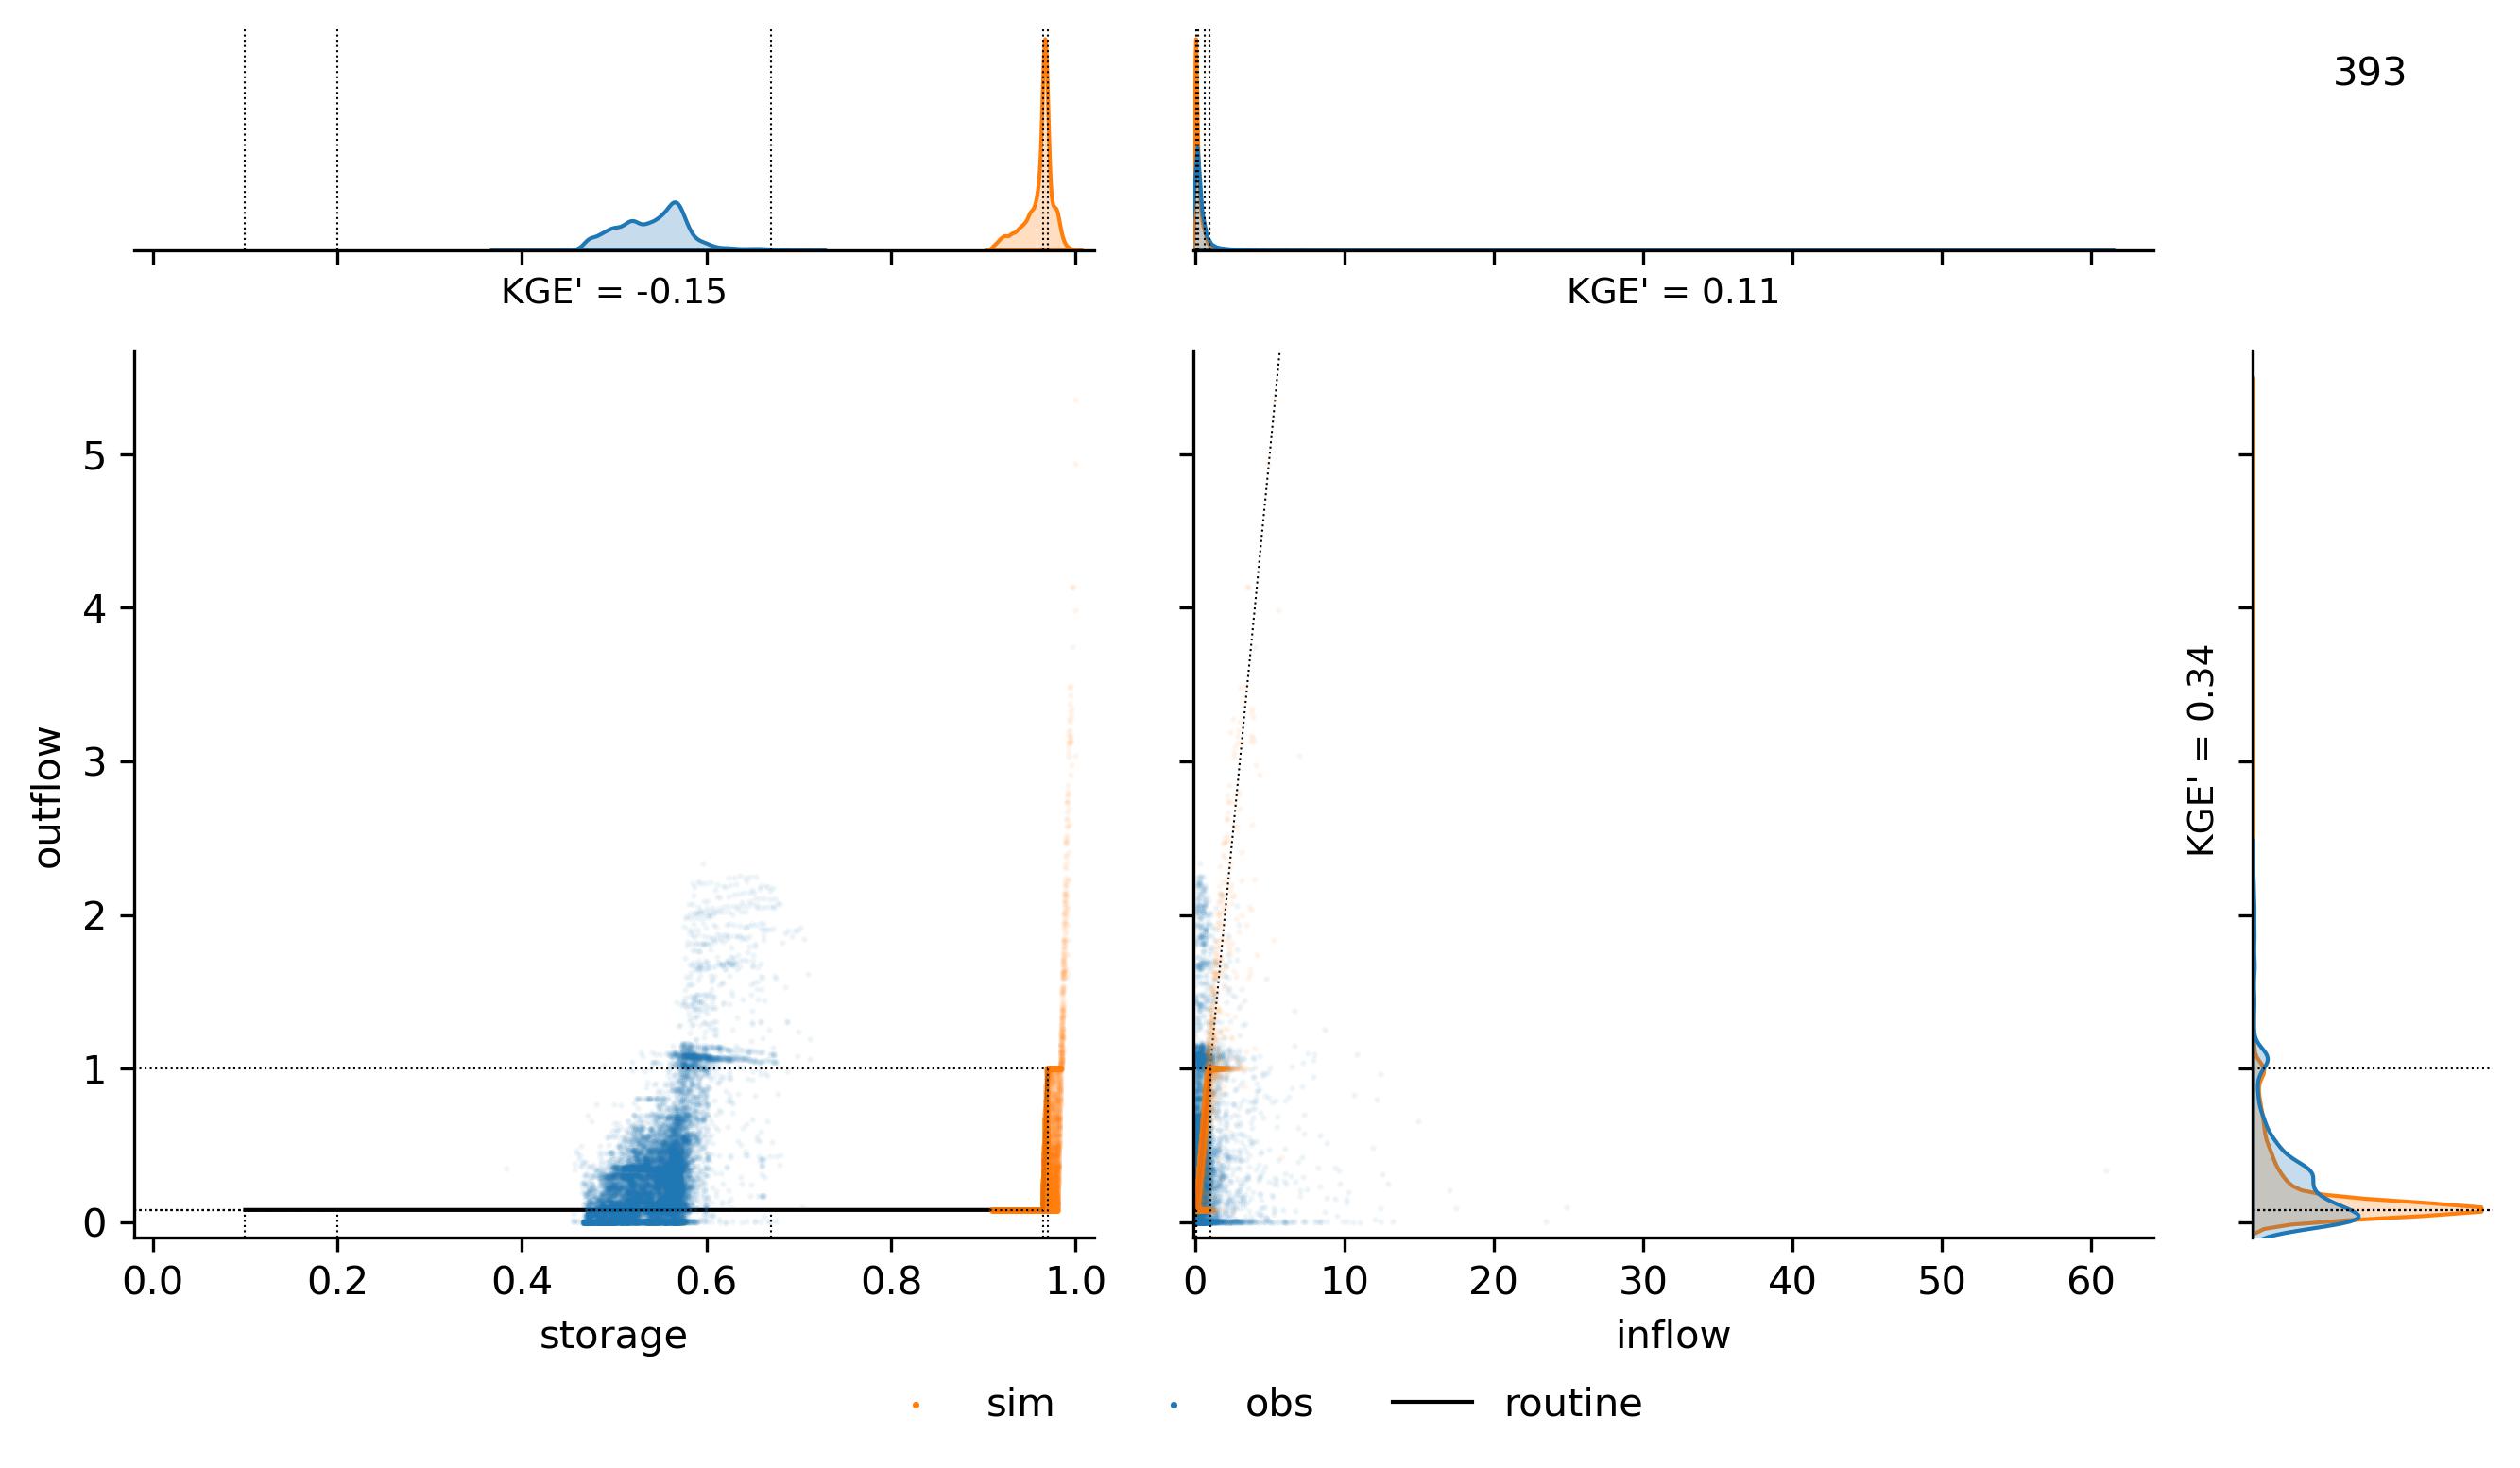 393
KGE' = -0.15
KGE' = 0.11
5
4
3
2
1
0
outflow
KGE' = 0.34
0.0 0.2 0.4 0.6 0.8 1.0
0 10 20 30 40 50 60
storage
inflow
sim obs routine